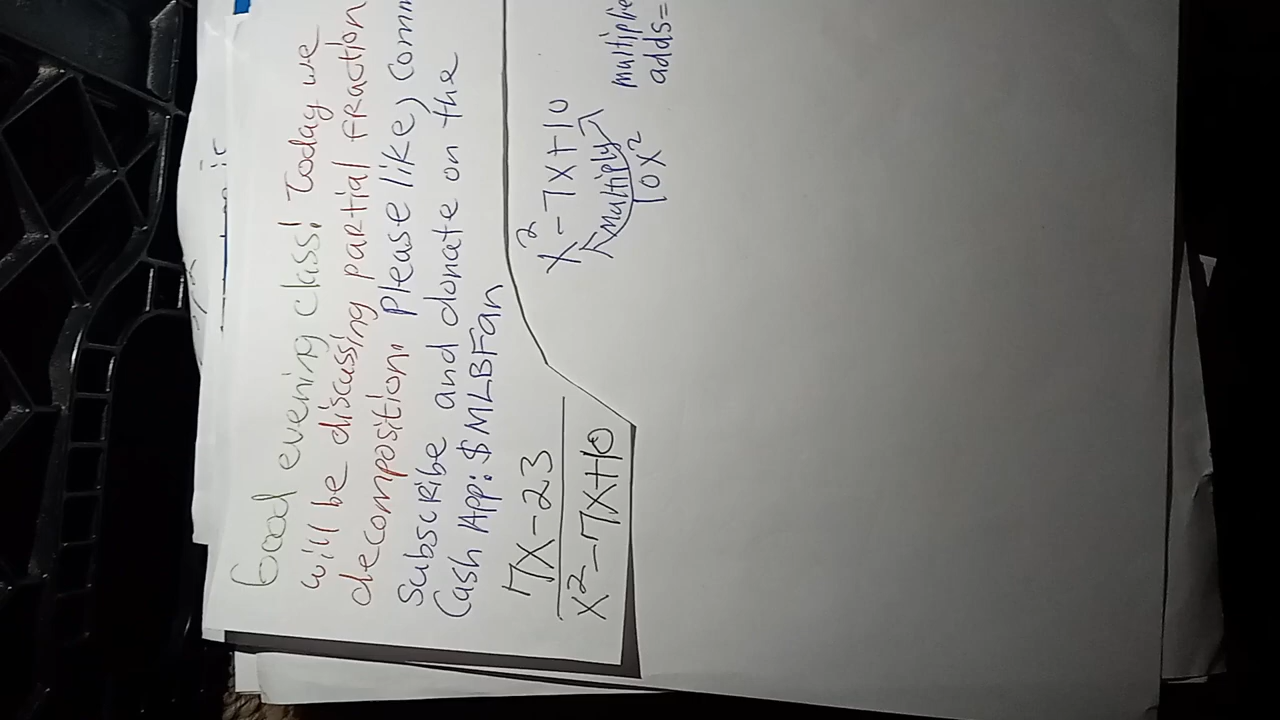 Good evening class! Today we
will be discussing partial fraction
decomposition. Please like, comm
Subscribe and donate on the
Cash App: $MLBFan
7x-23
x²-7x+10
x²-7x+10
multiply
10x²
multiplie
adds=